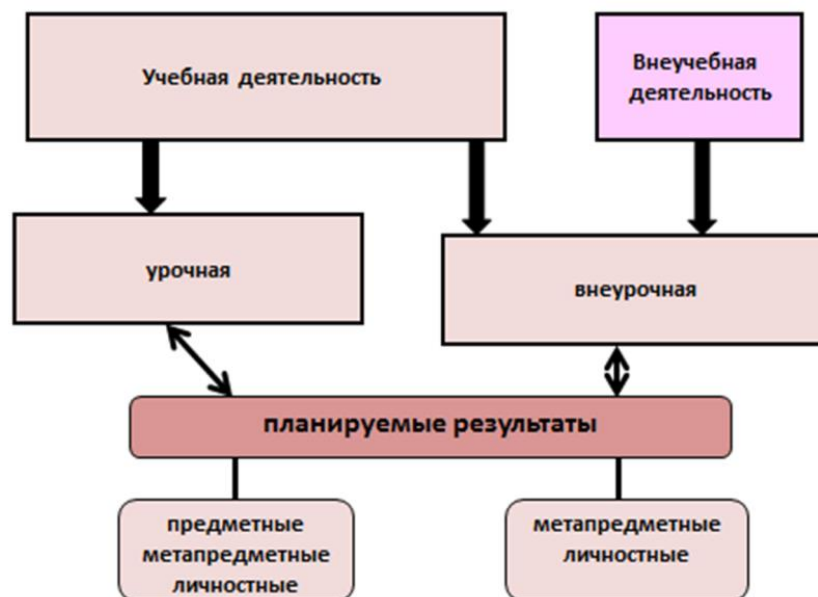 Учебная деятельность
Внеучебная
деятельность
урочная
внеурочная
планируемые результаты
предметные
метапредметные
личностные
метапредметные
личностные